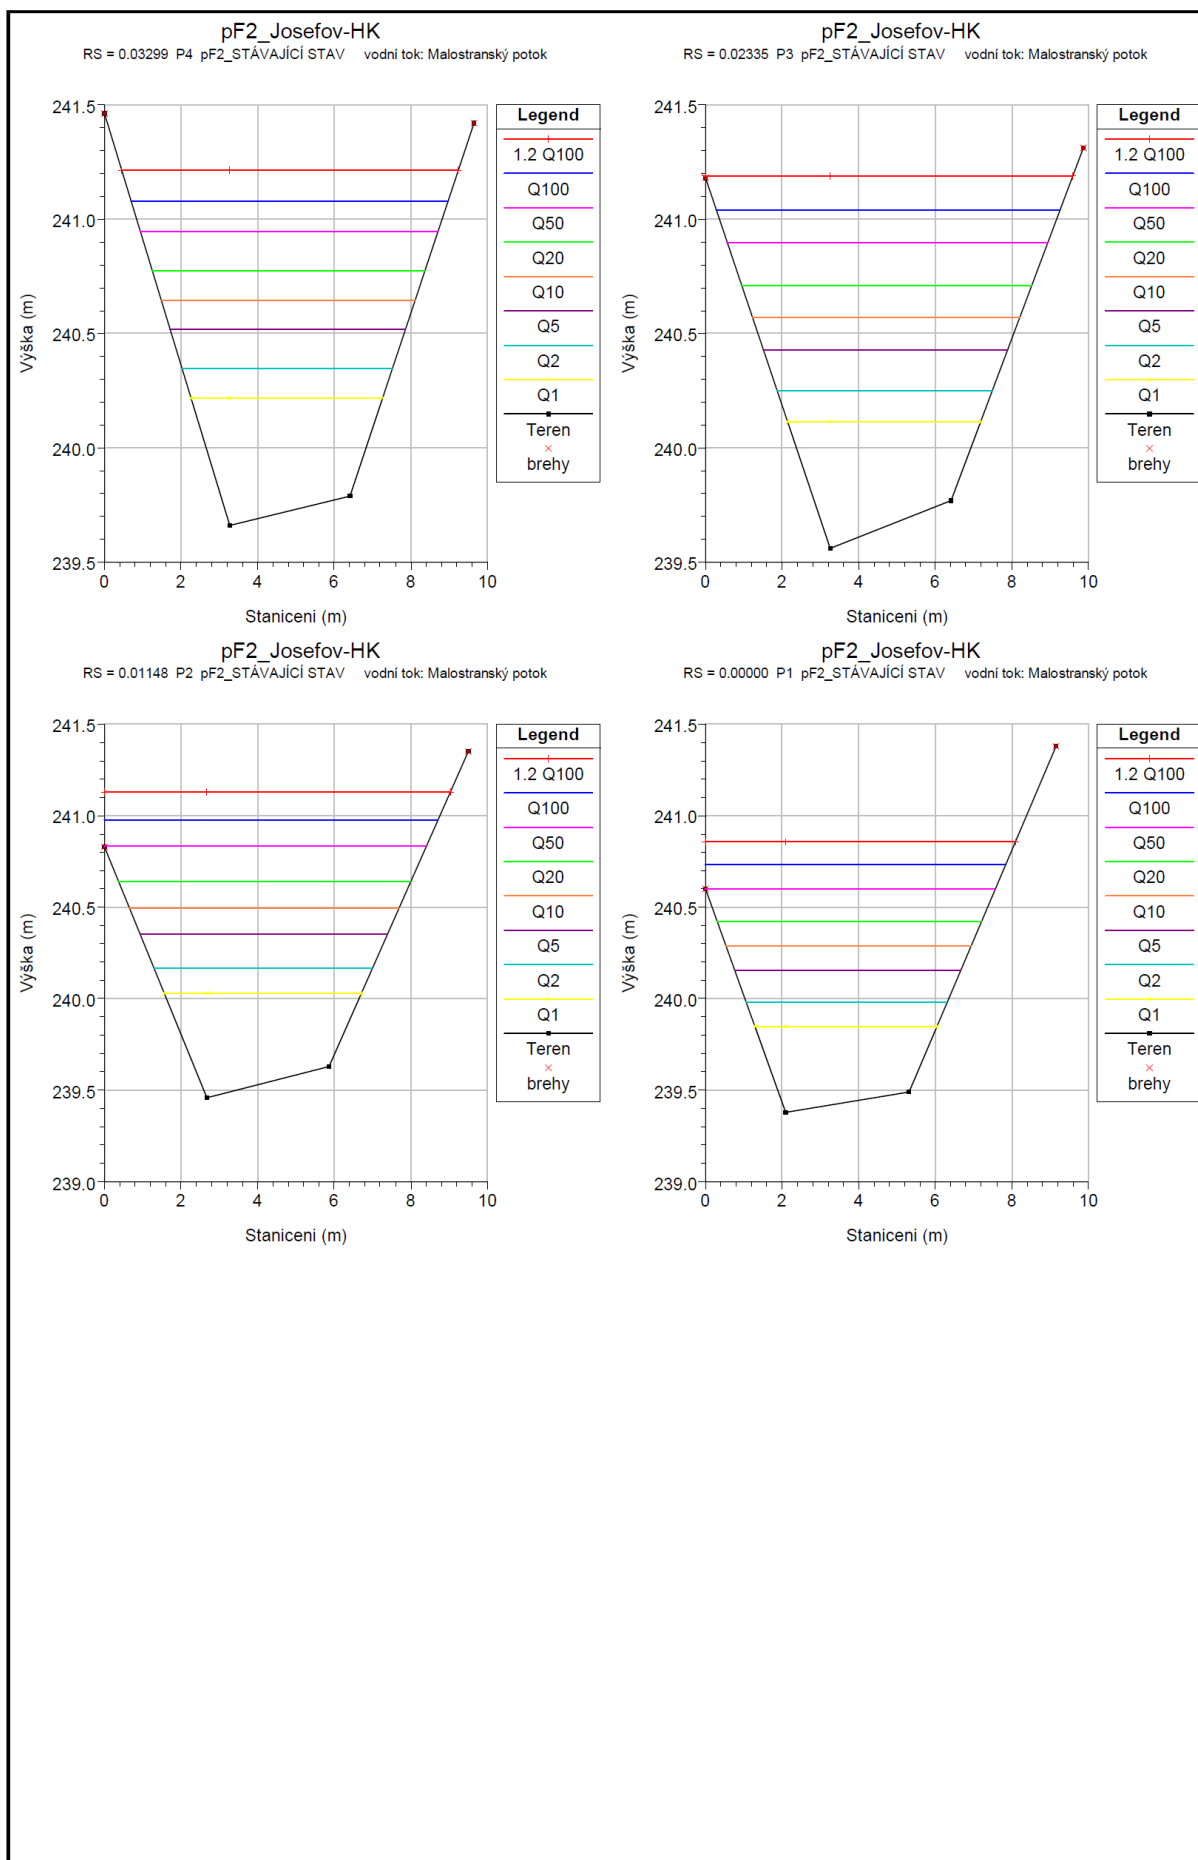 pF2_Josefov-HK
RS = 0.03299 P4 pF2_STÁVAJÍCÍ STAV vodní tok: Malostranský potok
241.5
241.0
240.5
240.0
239.5
Výška (m)
0 2 4 6 8 10
Staniceni (m)
Legend
1.2 Q100
Q100
Q50
Q20
Q10
Q5
Q2
Q1
Teren
brehy
pF2_Josefov-HK
RS = 0.02335 P3 pF2_STÁVAJÍCÍ STAV vodní tok: Malostranský potok
241.5
241.0
240.5
240.0
239.5
Výška (m)
0 2 4 6 8 10
Staniceni (m)
Legend
1.2 Q100
Q100
Q50
Q20
Q10
Q5
Q2
Q1
Teren
brehy
pF2_Josefov-HK
RS = 0.01148 P2 pF2_STÁVAJÍCÍ STAV vodní tok: Malostranský potok
241.5
241.0
240.5
240.0
239.5
239.0
Výška (m)
0 2 4 6 8 10
Staniceni (m)
Legend
1.2 Q100
Q100
Q50
Q20
Q10
Q5
Q2
Q1
Teren
brehy
pF2_Josefov-HK
RS = 0.00000 P1 pF2_STÁVAJÍCÍ STAV vodní tok: Malostranský potok
241.5
241.0
240.5
240.0
239.5
239.0
Výška (m)
0 2 4 6 8 10
Staniceni (m)
Legend
1.2 Q100
Q100
Q50
Q20
Q10
Q5
Q2
Q1
Teren
brehy